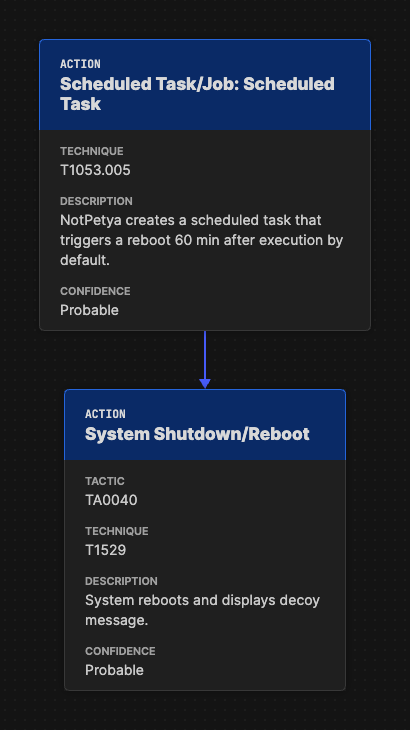 ACTION
Scheduled Task/Job: Scheduled
Task
TECHNIQUE
T1053.005
DESCRIPTION
NotPetya creates a scheduled task that
triggers a reboot 60 min after execution by
default.
CONFIDENCE
Probable
ACTION
System Shutdown/Reboot
TACTIC
TA0040
TECHNIQUE
T1529
DESCRIPTION
System reboots and displays decoy
message.
CONFIDENCE
Probable